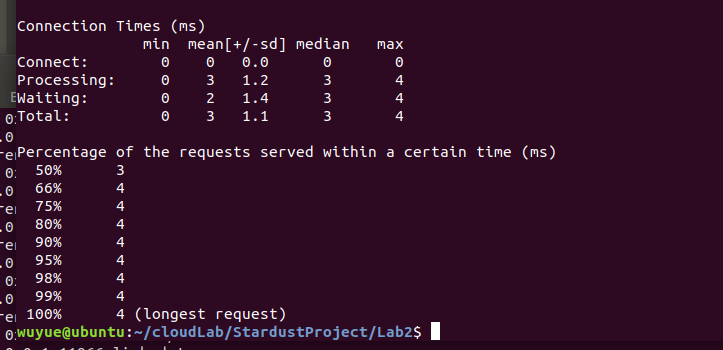 Connection Times (ms)
              min  mean[+/-sd] median   max
Connect:        0    0   0.0      0       0
Processing:     0    3   1.2      3       4
Waiting:        0    2   1.4      3       4
Total:          0    3   1.1      3       4

Percentage of the requests served within a certain time (ms)
  50%      3
  66%      4
  75%      4
  80%      4
  90%      4
  95%      4
  98%      4
  99%      4
 100%      4 (longest request)
wuyue@ubuntu:~/cloudLab/StardustProject/Lab2$